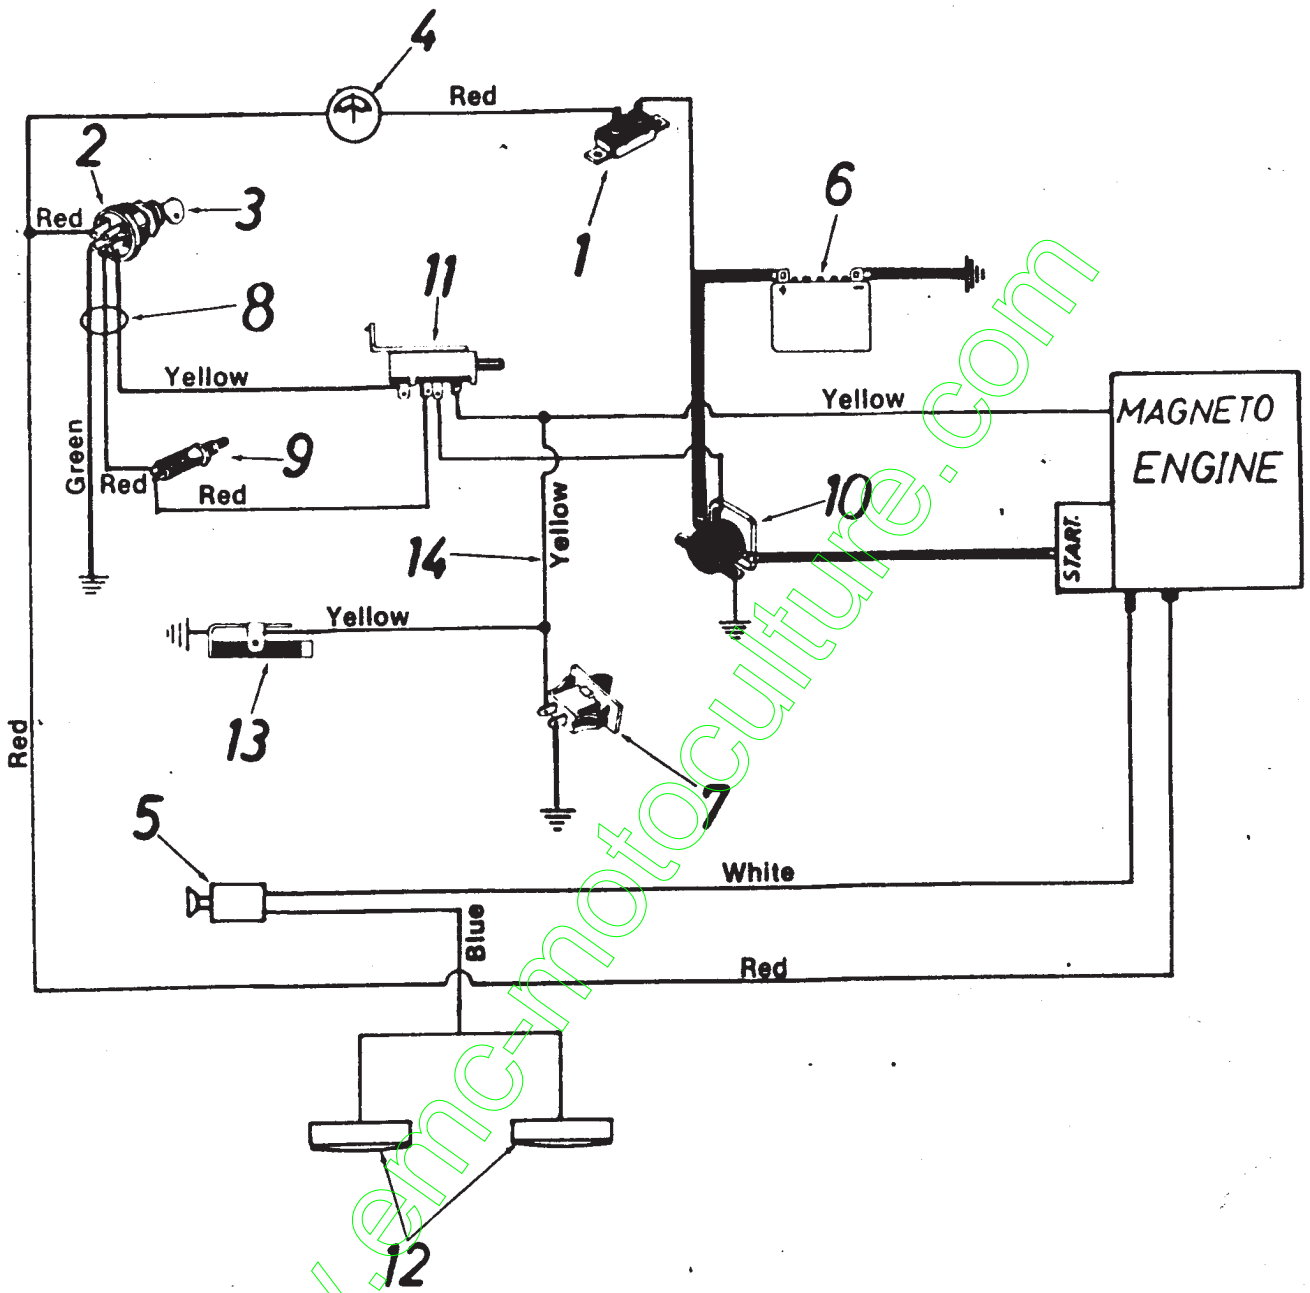 4
Red
2
3
Red
1
6
8
11
+
-
Yellow
Yellow
MAGNETO
ENGINE
Green
9
Red
Red
10
Yellow
14
START.
Yellow
13
7
Red
5
White
Blue
Red
12
.emc-motoculture.com